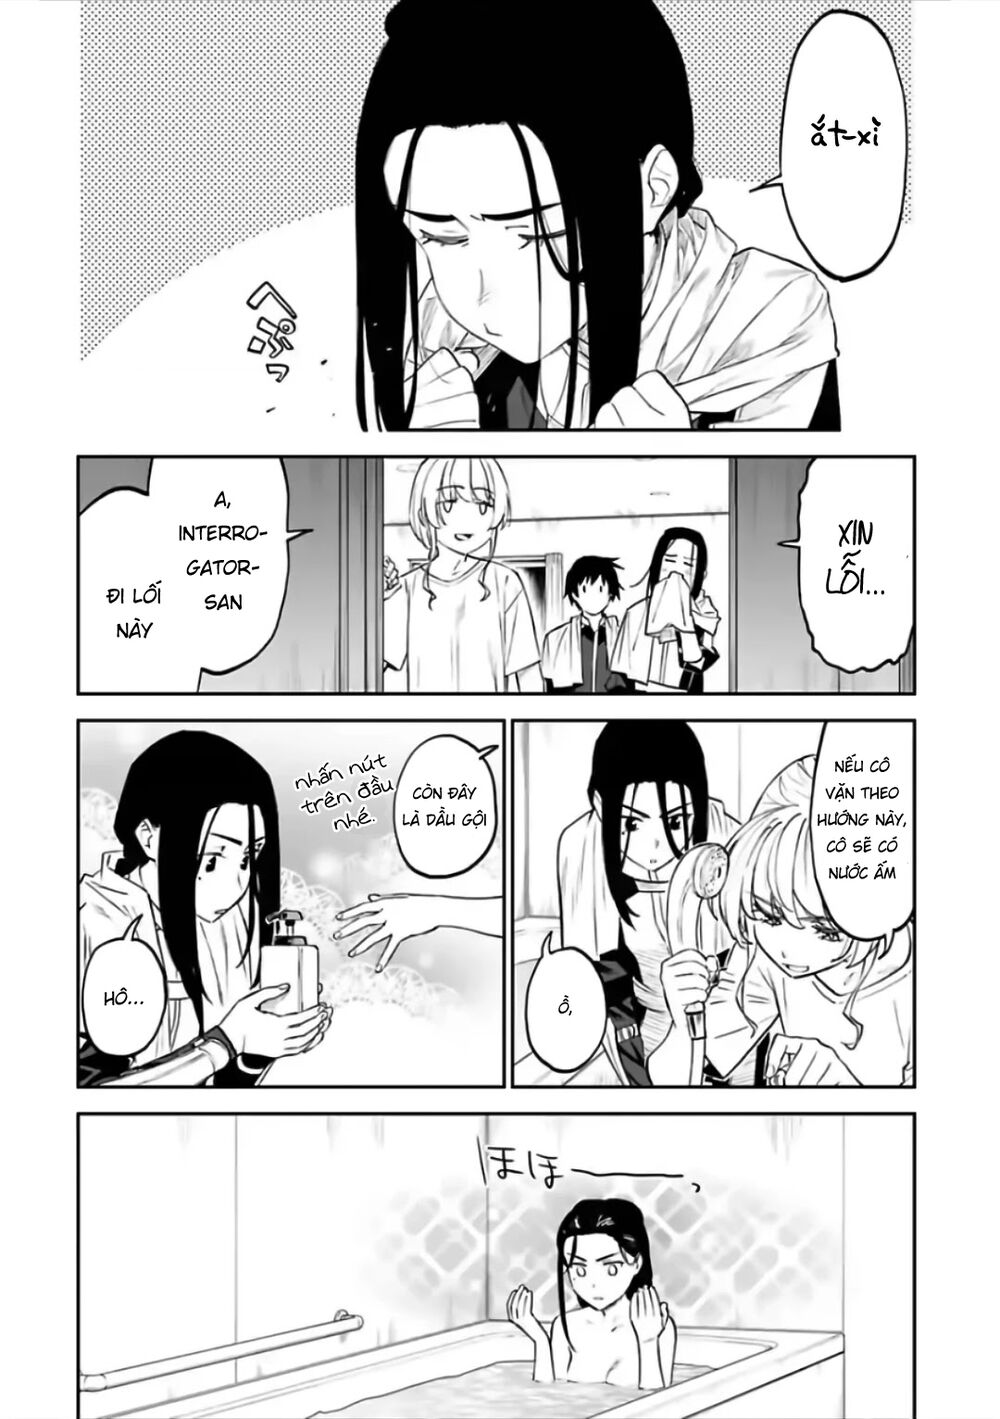 ắt-xì
へぷっ
XIN
LỖI...
A,
INTERRO-
GATOR-
SAN
ĐI LỐI
NÀY
NẾU CÔ
VẶN THEO
HƯỚNG NÀY,
CÔ SẼ CÓ
NƯỚC ẤM
Ồ,
CÒN ĐÂY
LÀ DẦU GỘI
nhấn nút
trên đầu
nhé.
HÔ...
ほほーっ